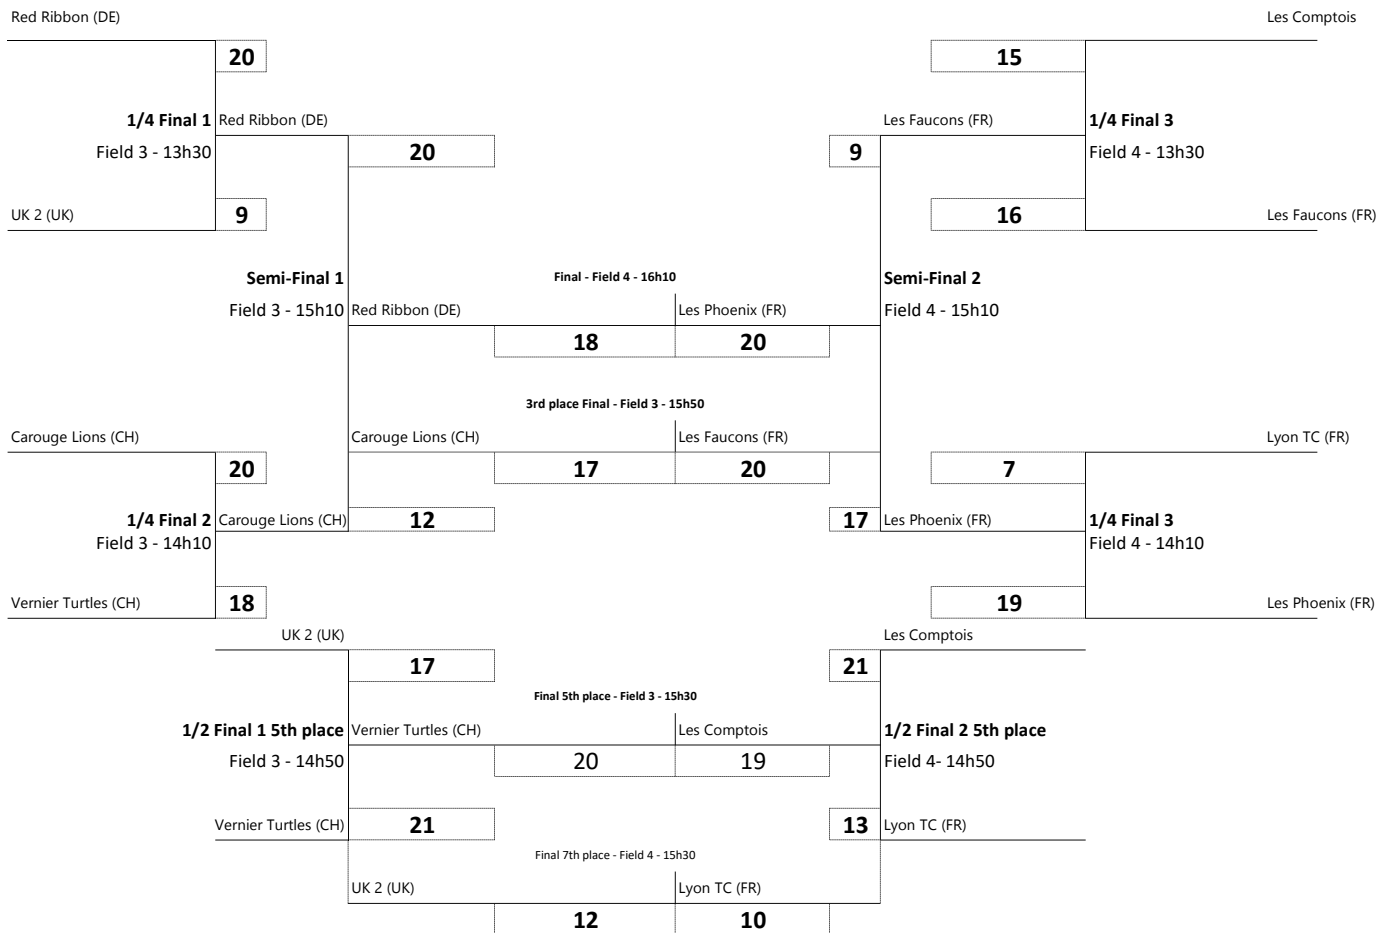 Red Ribbon (DE)
Les Comptois
20
15
1/4 Final 1
Red Ribbon (DE)
Les Faucons (FR)
1/4 Final 3
Field 3 - 13h30
20
9
Field 4 - 13h30
UK 2 (UK)
9
16
Les Faucons (FR)
Semi-Final 1
Final - Field 4 - 16h10
Semi-Final 2
Field 3 - 15h10
Red Ribbon (DE)
Les Phoenix (FR)
Field 4 - 15h10
18
20
3rd place Final - Field 3 - 15h50
Carouge Lions (CH)
Carouge Lions (CH)
Les Faucons (FR)
Lyon TC (FR)
20
17
20
7
1/4 Final 2
Carouge Lions (CH)
12
17
Les Phoenix (FR)
1/4 Final 3
Field 3 - 14h10
Field 4 - 14h10
Vernier Turtles (CH)
18
19
Les Phoenix (FR)
UK 2 (UK)
Les Comptois
17
21
Final 5th place - Field 3 - 15h30
1/2 Final 1 5th place
Vernier Turtles (CH)
Les Comptois
1/2 Final 2 5th place
Field 3 - 14h50
20
19
Field 4- 14h50
Vernier Turtles (CH)
21
13
Lyon TC (FR)
Final 7th place - Field 4 - 15h30
UK 2 (UK)
Lyon TC (FR)
12
10